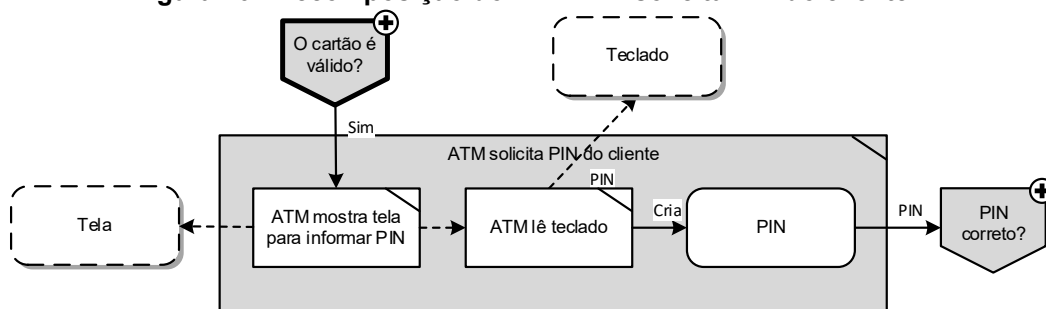 O cartão é
válido?
Teclado
Sim
ATM solicita PIN do cliente
PIN
Tela
ATM mostra tela
para informar PIN
ATM lê teclado
Cria
PIN
PIN
PIN
correto?